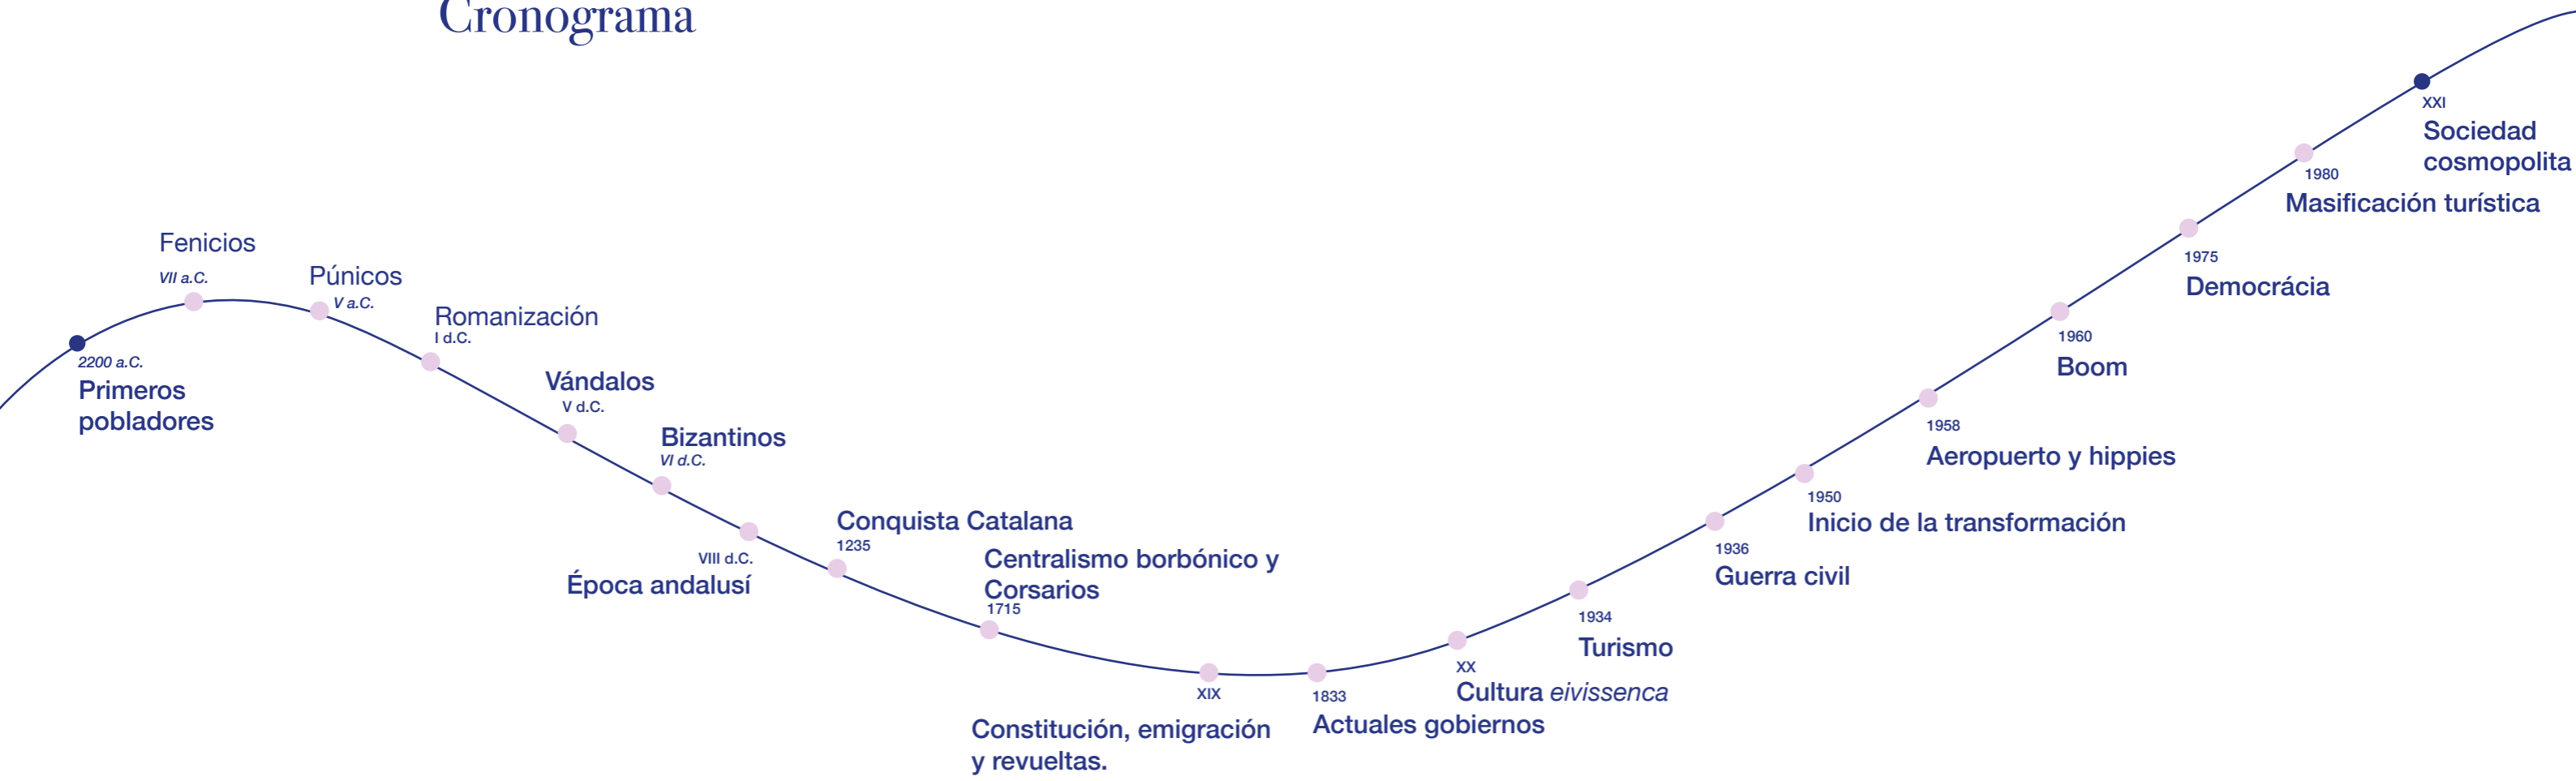 Cronograma
2200 a.C.
Primeros
pobladores
Fenicios
VII a.C.
Púnicos
V a.C.
Romanización
I d.C.
Vándalos
V d.C.
Bizantinos
VI d.C.
VIII d.C.
Época andalusí
Conquista Catalana
1235
Centralismo borbónico y
Corsarios
1715
XIX
Constitución, emigración
y revueltas.
1833
Actuales gobiernos
XX
Cultura eivissenca
1934
Turismo
1936
Guerra civil
1950
Inicio de la transformación
1958
Aeropuerto y hippies
1960
Boom
1975
Democrácia
1980
Masificación turística
XXI
Sociedad
cosmopolita